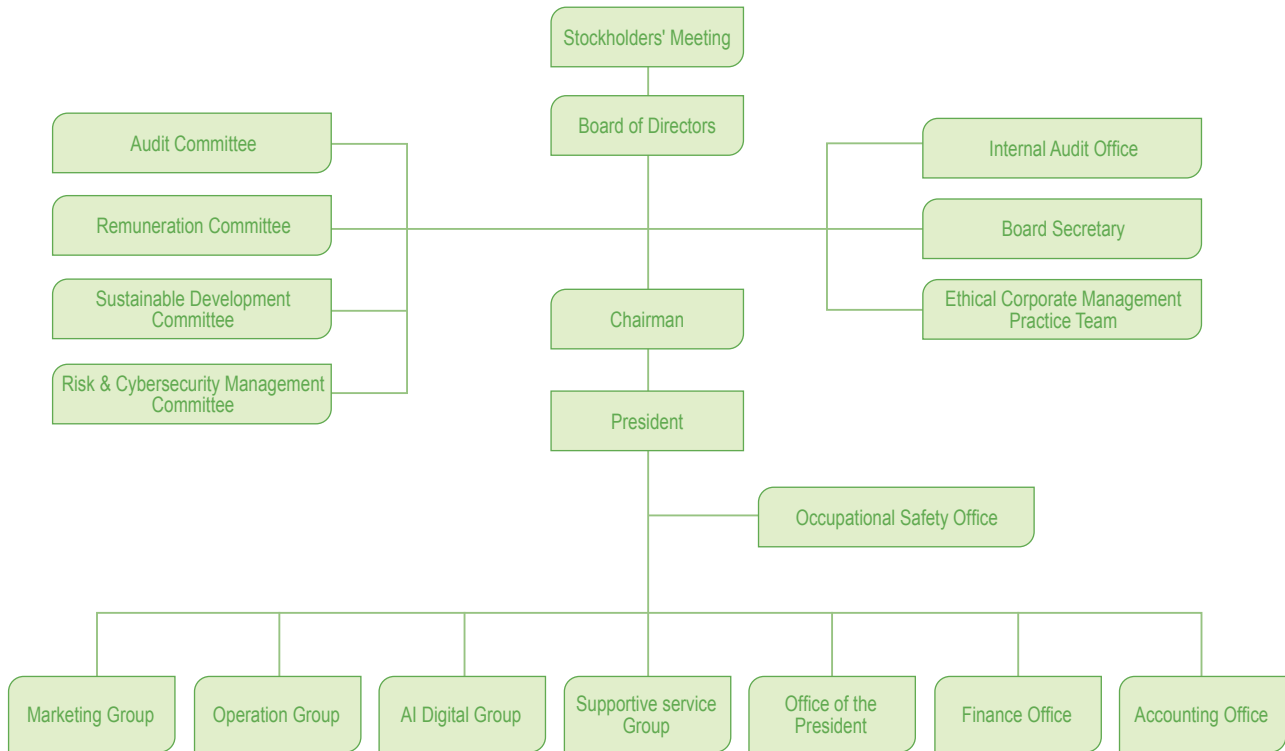 Stockholders' Meeting
Board of Directors
Audit Committee
Internal Audit Office
Remuneration Committee
Board Secretary
Sustainable Development
Committee
Chairman
Ethical Corporate Management
Practice Team
Risk & Cybersecurity Management
Committee
President
Occupational Safety Office
Marketing Group
Operation Group
AI Digital Group
Supportive service
Group
Office of the
President
Finance Office
Accounting Office